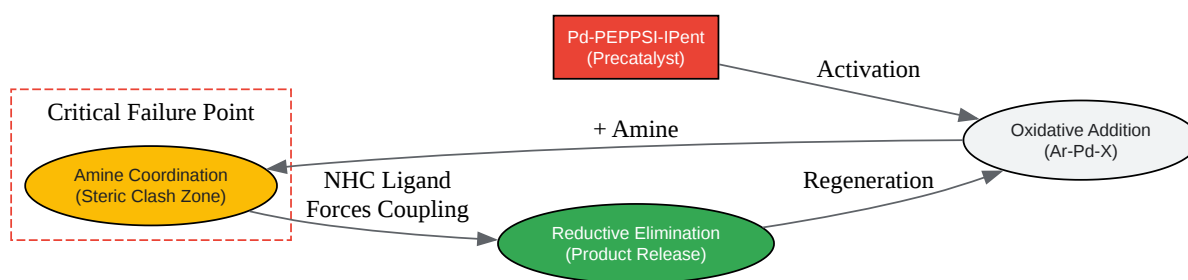 Pd-PEPPSI-IPent
(Precatalyst)
Activation
Critical Failure Point
+ Amine
Oxidative Addition
(Ar-Pd-X)
Amine Coordination
(Steric Clash Zone)
NHC Ligand
Forces Coupling
Regeneration
Reductive Elimination
(Product Release)